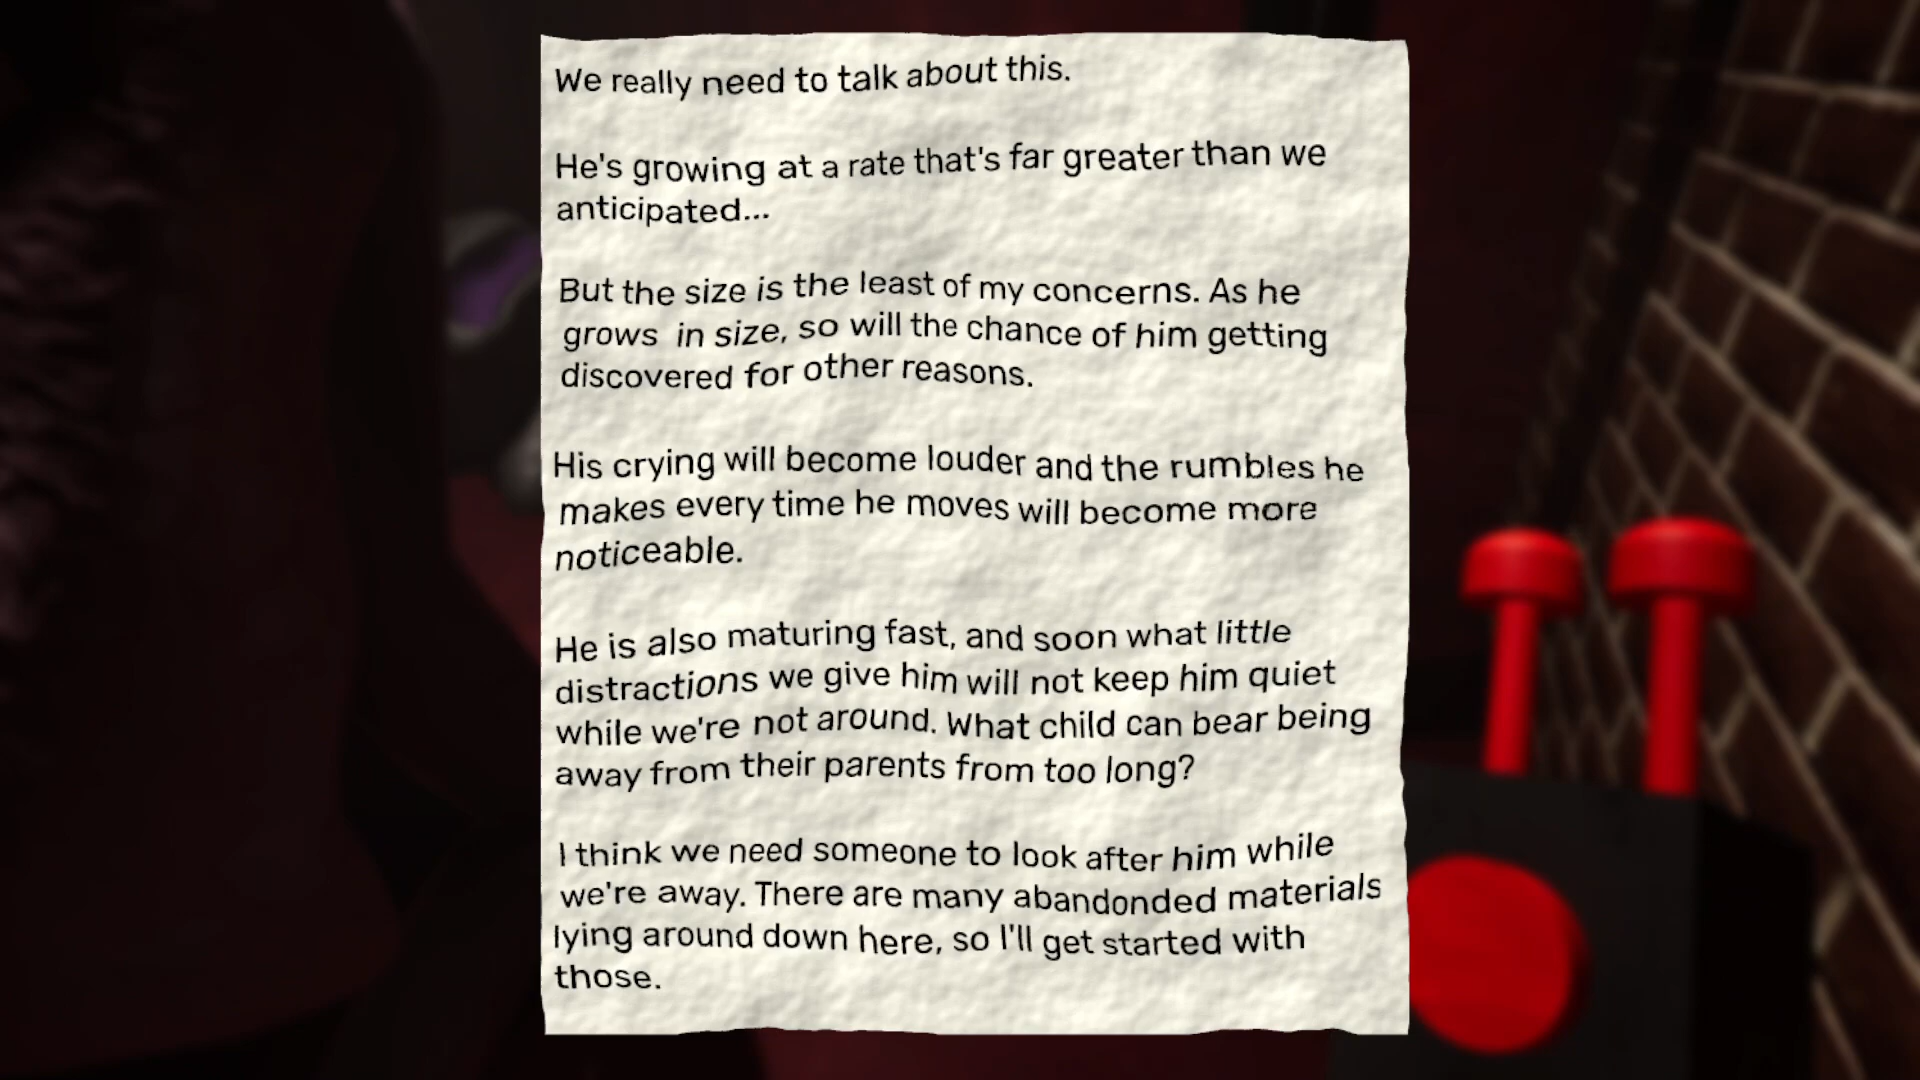 We really need to talk about this.
He's growing at a rate that's far greater than we
anticipated...
But the size is the least of my concerns. As he
grows in size, so will the chance of him getting
discovered for other reasons.
His crying will become louder and the rumbles he
makes every time he moves will become more
noticeable.
He is also maturing fast, and soon what little
distractions we give him will not keep him quiet
while we're not around. What child can bear being
away from their parents from too long?
I think we need someone to look after him while
we're away. There are many abandonded materials
lying around down here, so I'll get started with
those.